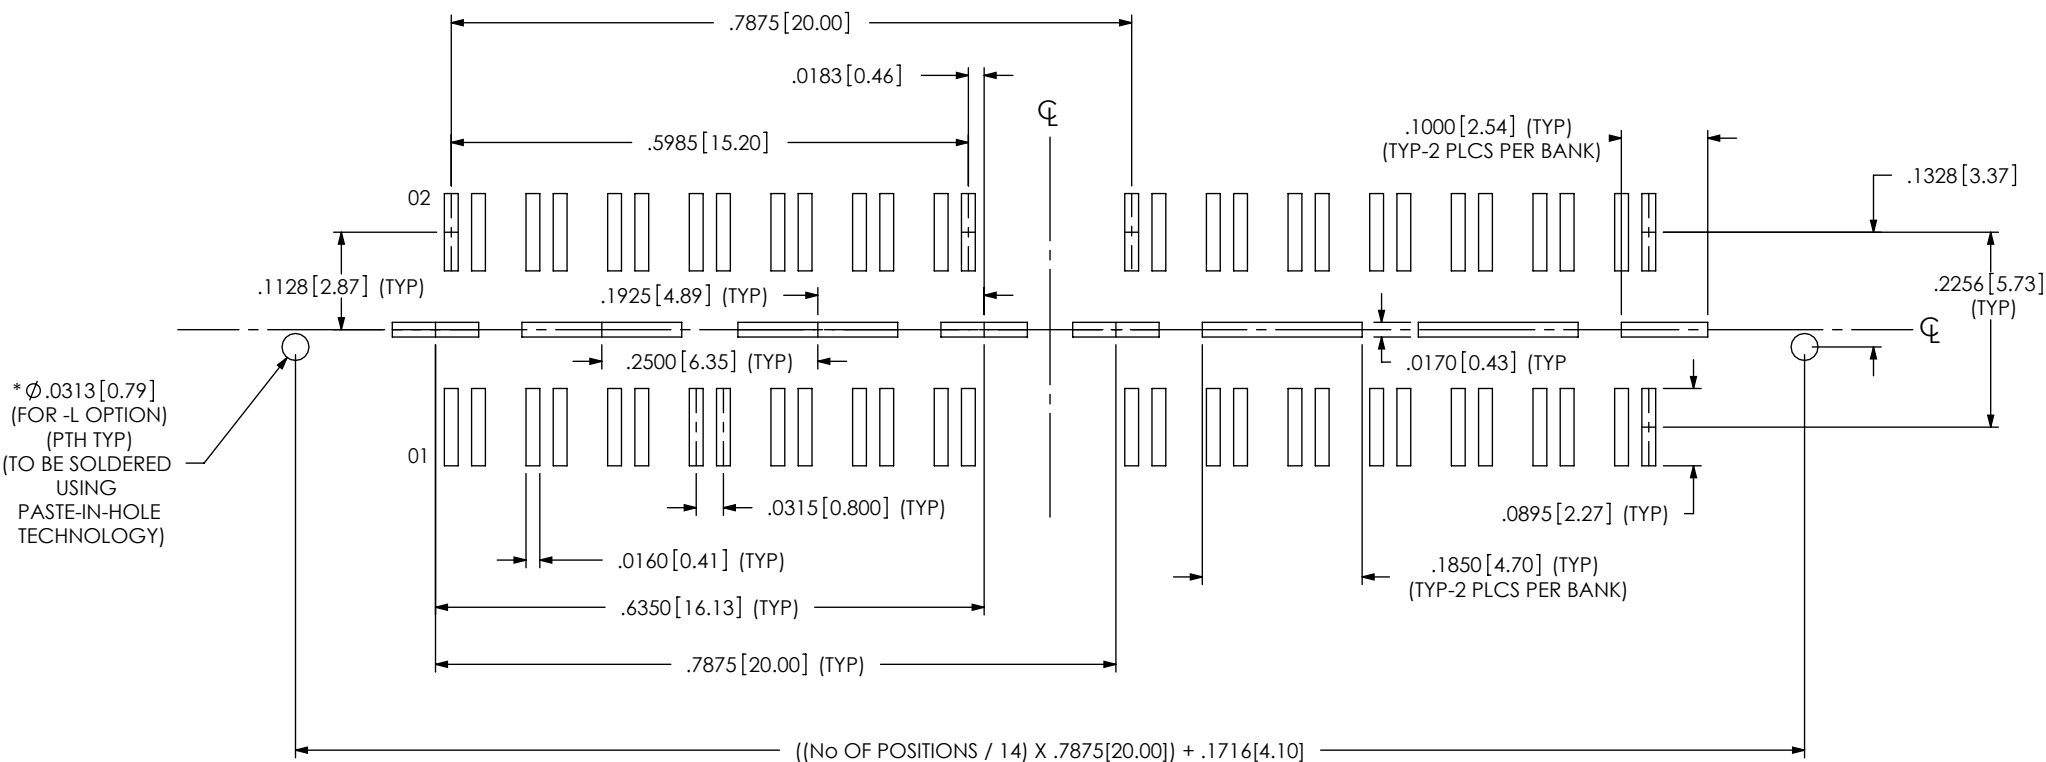 .7875[20.00]
.0183[0.46]
℄
.5985[15.20]
.1000[2.54] (TYP)
(TYP-2 PLCS PER BANK)
.1328[3.37]
02
.1128[2.87] (TYP)
.1925[4.89] (TYP)
.2256[5.73]
(TYP)
℄
.2500[6.35] (TYP)
.0170[0.43] (TYP
*Ø.0313[0.79]
(FOR -L OPTION)
(PTH TYP)
(TO BE SOLDERED
USING
PASTE-IN-HOLE
TECHNOLOGY)
01
.0315[0.800] (TYP)
.0895[2.27] (TYP)
.0160[0.41] (TYP)
.1850[4.70] (TYP)
(TYP-2 PLCS PER BANK)
.6350[16.13] (TYP)
.7875[20.00] (TYP)
((No OF POSITIONS / 14) X .7875[20.00]) + .1716[4.10]